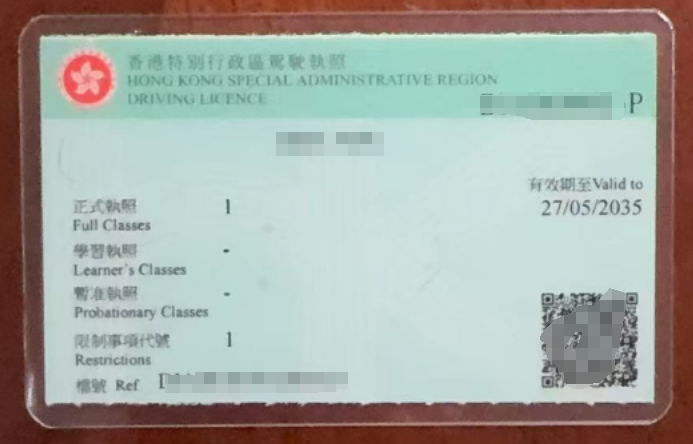 香港特別行政區駕駛執照
HONG KONG SPECIAL ADMINISTRATIVE REGION
DRIVING LICENCE
P
有效期至Valid to
27/05/2035
正式執照 1
Full Classes
學習執照 -
Learner's Classes
暫准執照 -
Probationary Classes
限制事項代號 1
Restrictions
檔號 Ref D